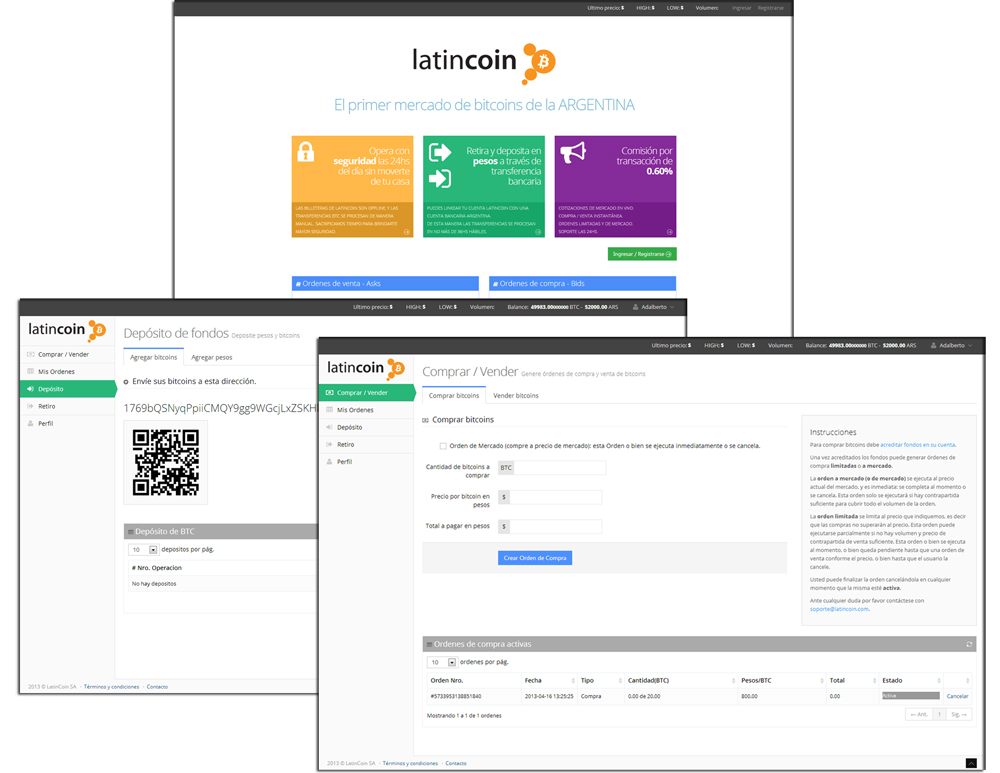 Ultimo precio: $ HIGH: $ LOW: $ Volumen: Ingresar Registrarse
latincoin
El primer mercado de bitcoins de la ARGENTINA
Opera con
seguridad las 24hs
del día sin moverte
de tu casa
LAS BILLETERAS DE LATINCOIN SON OFFLINE, Y LAS
TRANSFERENCIAS BTC SE PROCESAN DE MANERA
MANUAL, SACRIFICAMOS TIEMPO PARA BRINDARTE
MAYOR SEGURIDAD.
Retira y deposita en
pesos a través de
transferencia
bancaria
PUEDES LINKEAR TU CUENTA LATINCOIN CON UNA
CUENTA BANCARIA ARGENTINA.
DE ESTA MANERA LAS TRANSFERENCIAS SE PROCESAN
EN NO MÁS DE 36HS HÁBILES.
Comisión por
transacción de
0.60%
COTIZACIONES DE MERCADO EN VIVO
COMPRA / VENTA INSTANTÁNEA.
ORDENES LIMITADAS Y DE MERCADO.
SOPORTE LAS 24HS.
Ingresar / Registrarse
Ordenes de venta - Asks
Ordenes de compra - Bids
Ultimo precio: $ HIGH: $ LOW: $ Volumen: Balance: 49983.00000000 BTC - 52000.00 ARS Adalberto
latincoin
Comprar / Vender
Mis Ordenes
Depósito
Retiro
Perfil
Depósito de fondos Deposite pesos y bitcoins
Agregar bitcoins Agregar pesos
Envíe sus bitcoins a esta dirección.
1769bQSNyqPpiiCMQY9gg9WGcjLxZSKH
Depósito de BTC
10 depositos por pág.
# Nro. Operacion
No hay depositos
2013 © LatinCoin SA - Términos y condiciones - Contacto
Ultimo precio: $ HIGH: $ LOW: $ Volumen: Balance: 49983.00000000 BTC - 52000.00 ARS Adalberto
latincoin
Comprar / Vender
Mis Ordenes
Depósito
Retiro
Perfil
Comprar / Vender Genere órdenes de compra y venta de bitcoins
Comprar bitcoins Vender bitcoins
Comprar bitcoins
Orden de Mercado (compre a precio de mercado): esta Orden o bien se ejecuta inmediatamente o se cancela.
Cantidad de bitcoins a
comprar
BTC
Precio por bitcoin en
pesos
$
Total a pagar en pesos
$
Crear Orden de Compra
Instrucciones
Para comprar bitcoins debe acreditar fondos en su cuenta.
Una vez acreditados los fondos puede generar órdenes de
compra limitadas o a mercado.
La orden a mercado (o de mercado) se ejecuta al precio
actual del mercado, y es inmediata: se completa al momento o
se cancela. Esta orden solo se ejecutará si hay contrapartida
suficiente para cubrir todo el volumen de la orden.
La orden limitada se limita al precio que indiquemos, es decir
que las compras no superarán al precio. Esta orden puede
ejecutarse parcialmente si no hay volumen y precio de
contrapartida de venta suficiente. Esta orden o bien se ejecuta
al momento, o bien queda pendiente hasta que una orden de
venta conforme el precio, o bien hasta que el usuario la
cancele.
Usted puede finalizar la orden cancelándola en cualquier
momento que la misma esté activa.
Ante cualquier duda por favor contáctese con
soporte@latincoin.com.
Ordenes de compra activas
10 ordenes por pág.
Orden Nro. Fecha Tipo Cantidad(BTC) Pesos/BTC Total Estado
#5733953138851840 2013-04-16 13:25:25 Compra 0.00 de 20.00 800.00 0.00 Activa Cancelar
Mostrando 1 a 1 de 1 ordenes
← Ant. 1 Sig. →
2013 © LatinCoin SA - Términos y condiciones - Contacto